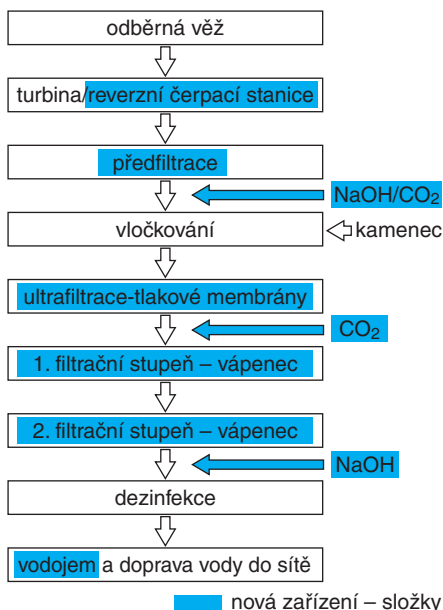 odběrná věž
turbina/reverzní čerpací stanice
předfiltrace
NaOH/CO₂
vločkování
kamenec
ultrafiltrace-tlakové membrány
CO₂
1. filtrační stupeň – vápenec
2. filtrační stupeň – vápenec
NaOH
dezinfekce
vodojem a doprava vody do sítě
nová zařízení – složky